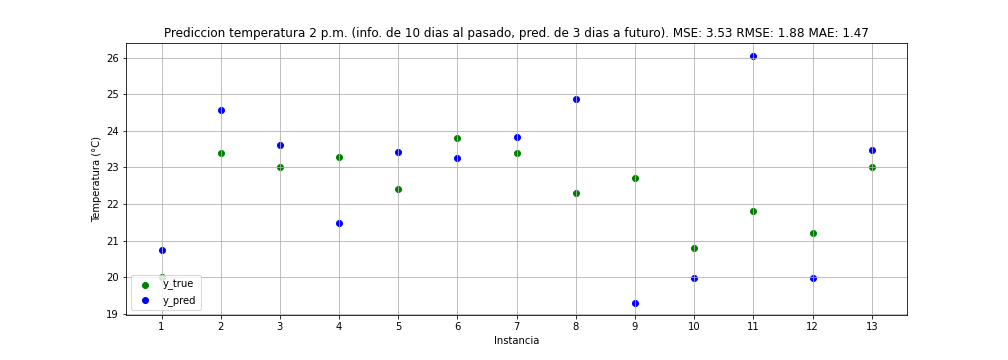 Prediccion temperatura 2 p.m. (info. de 10 dias al pasado, pred. de 3 dias a futuro). MSE: 3.53 RMSE: 1.88 MAE: 1.47
26
25
24
23
22
21
20
19
Temperatura (°C)
y_true
y_pred
1 2 3 4 5 6 7 8 9 10 11 12 13
Instancia